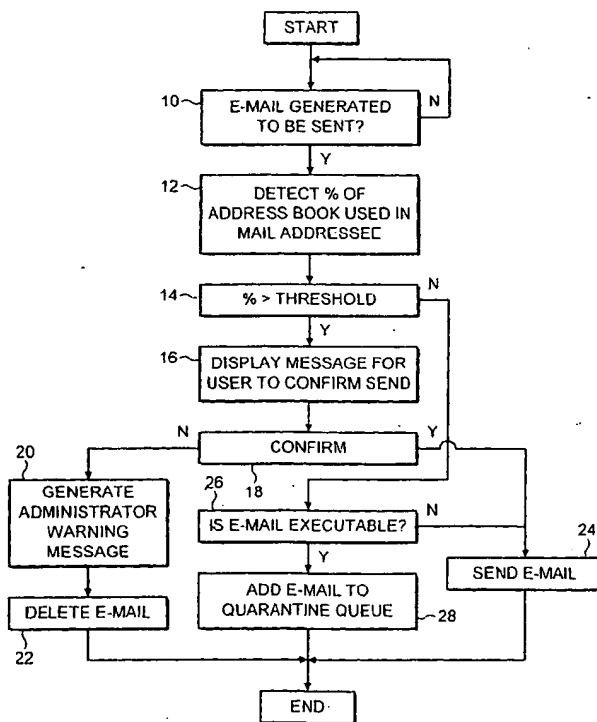 START
10
E-MAIL GENERATED
TO BE SENT?
N
Y
12
DETECT % OF
ADDRESS BOOK USED IN
MAIL ADDRESSEE
14
% > THRESHOLD
N
Y
16
DISPLAY MESSAGE FOR
USER TO CONFIRM SEND
N
CONFIRM
Y
18
20
GENERATE
ADMINISTRATOR
WARNING
MESSAGE
26
IS E-MAIL EXECUTABLE?
N
Y
24
SEND E-MAIL
DELETE E-MAIL
22
ADD E-MAIL TO
QUARANTINE QUEUE
28
END